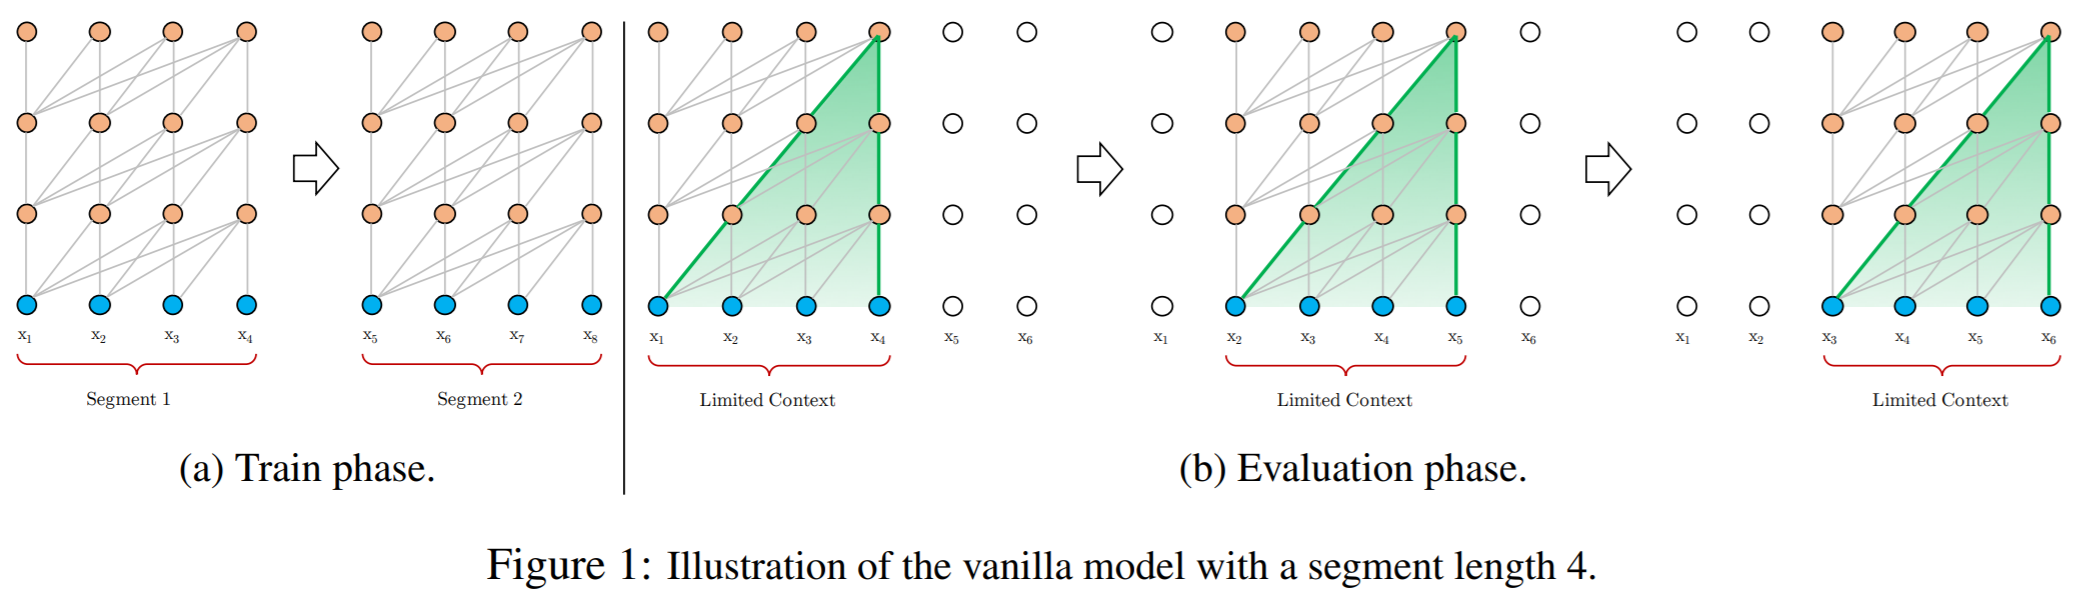 x₁ x₂ x₃ x₄ x₅ x₆ x₇ x₈ x₁ x₂ x₃ x₄ x₅ x₆ x₁ x₂ x₃ x₄ x₅ x₆ x₁ x₂ x₃ x₄ x₅ x₆
Segment 1 Segment 2 Limited Context Limited Context Limited Context
(a) Train phase. (b) Evaluation phase.
Figure 1: Illustration of the vanilla model with a segment length 4.